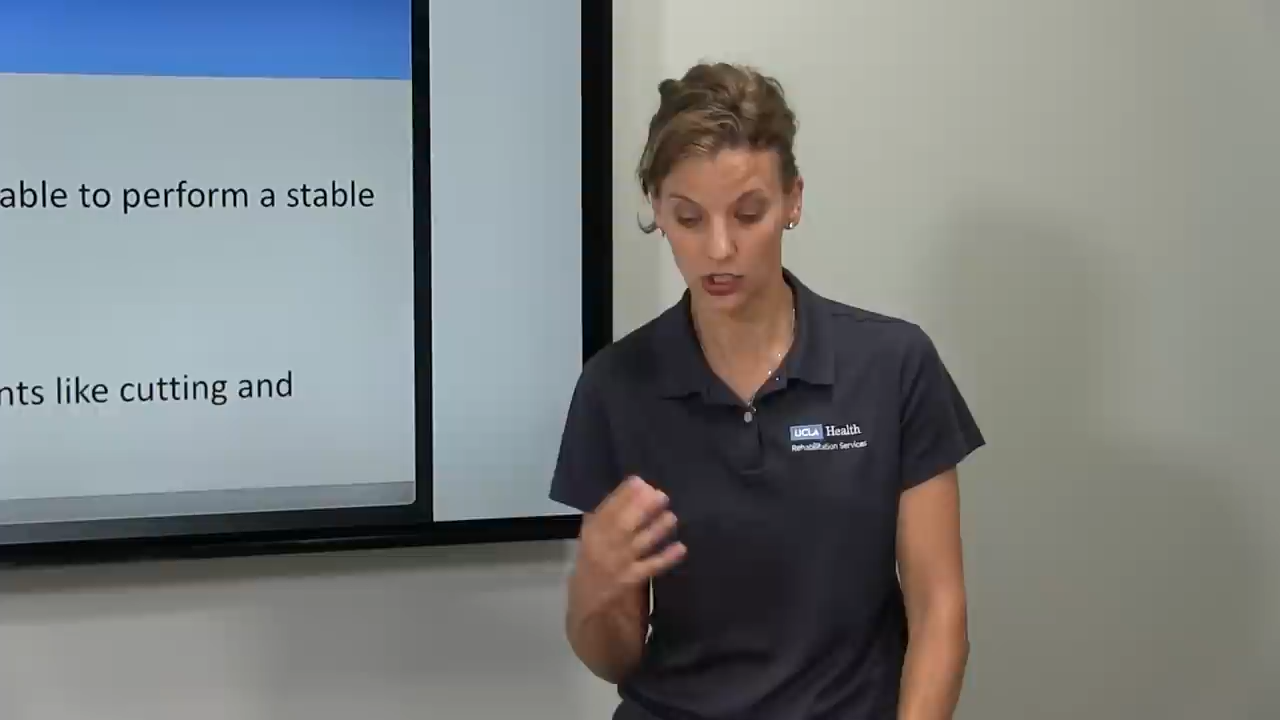 able to perform a stable
nts like cutting and
UCLA Health
Rehabilitation Services